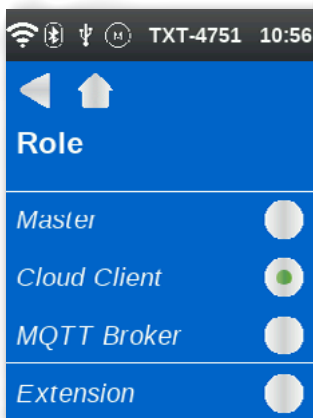 M TXT-4751 10:56
Role
Master
Cloud Client
MQTT Broker
Extension